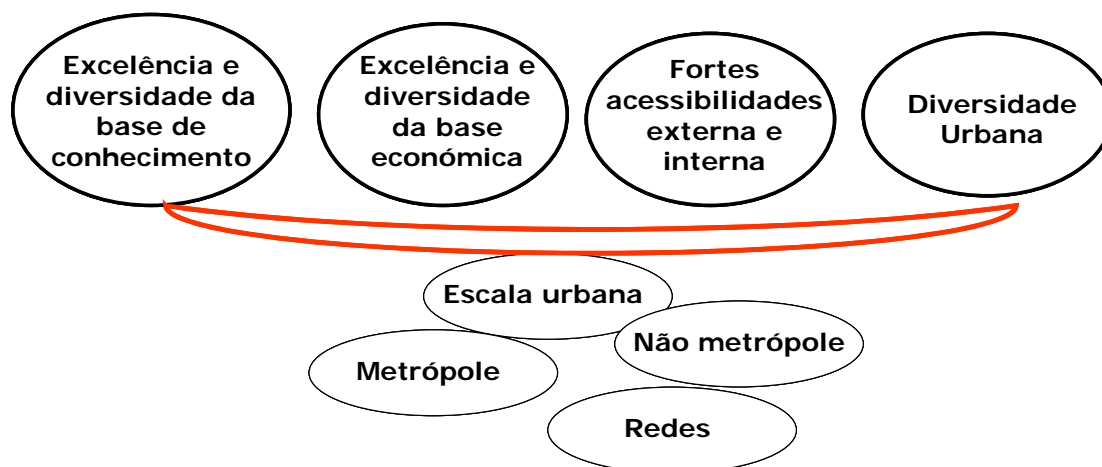 Excelência e
diversidade da
base de
conhecimento
Excelência e
diversidade
da base
económica
Fortes
acessibilidades
externa e
interna
Diversidade
Urbana
Escala urbana
Não metrópole
Metrópole
Redes